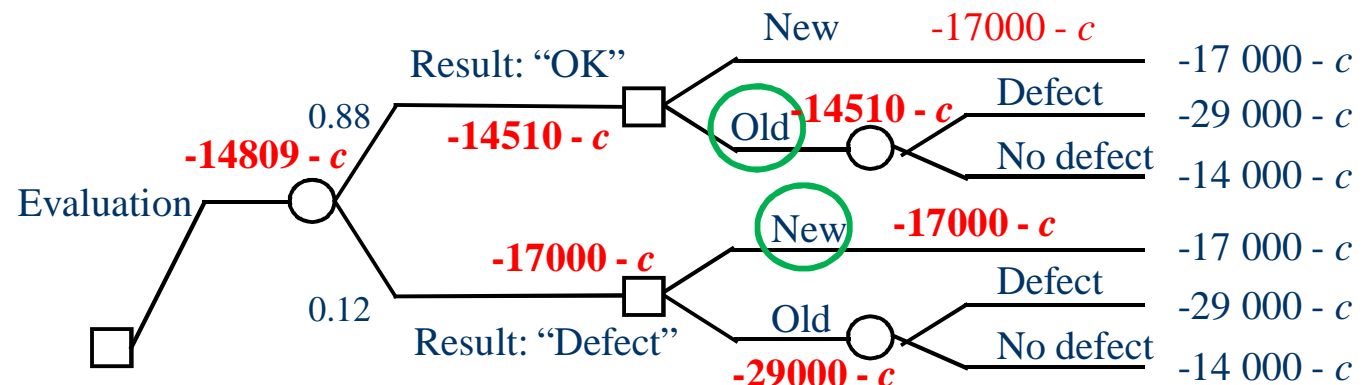 New -17000 - c -17 000 - c
Result: “OK”
Defect -29 000 - c
0.88 Old -14510 - c
-14510 - c
-14809 - c No defect -14 000 - c
Evaluation
New -17000 - c -17 000 - c
-17000 - c
Defect -29 000 - c
0.12 Old
Result: “Defect” No defect -14 000 - c
-29000 - c